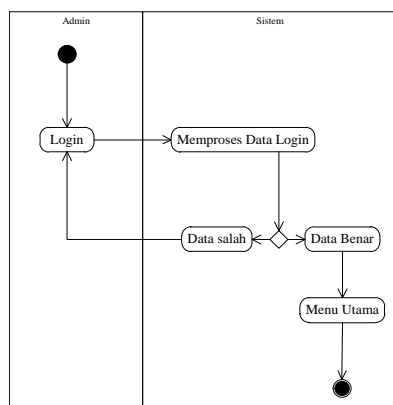 Admin
Sistem
Login
Memproses Data Login
Data salah
Data Benar
Menu Utama